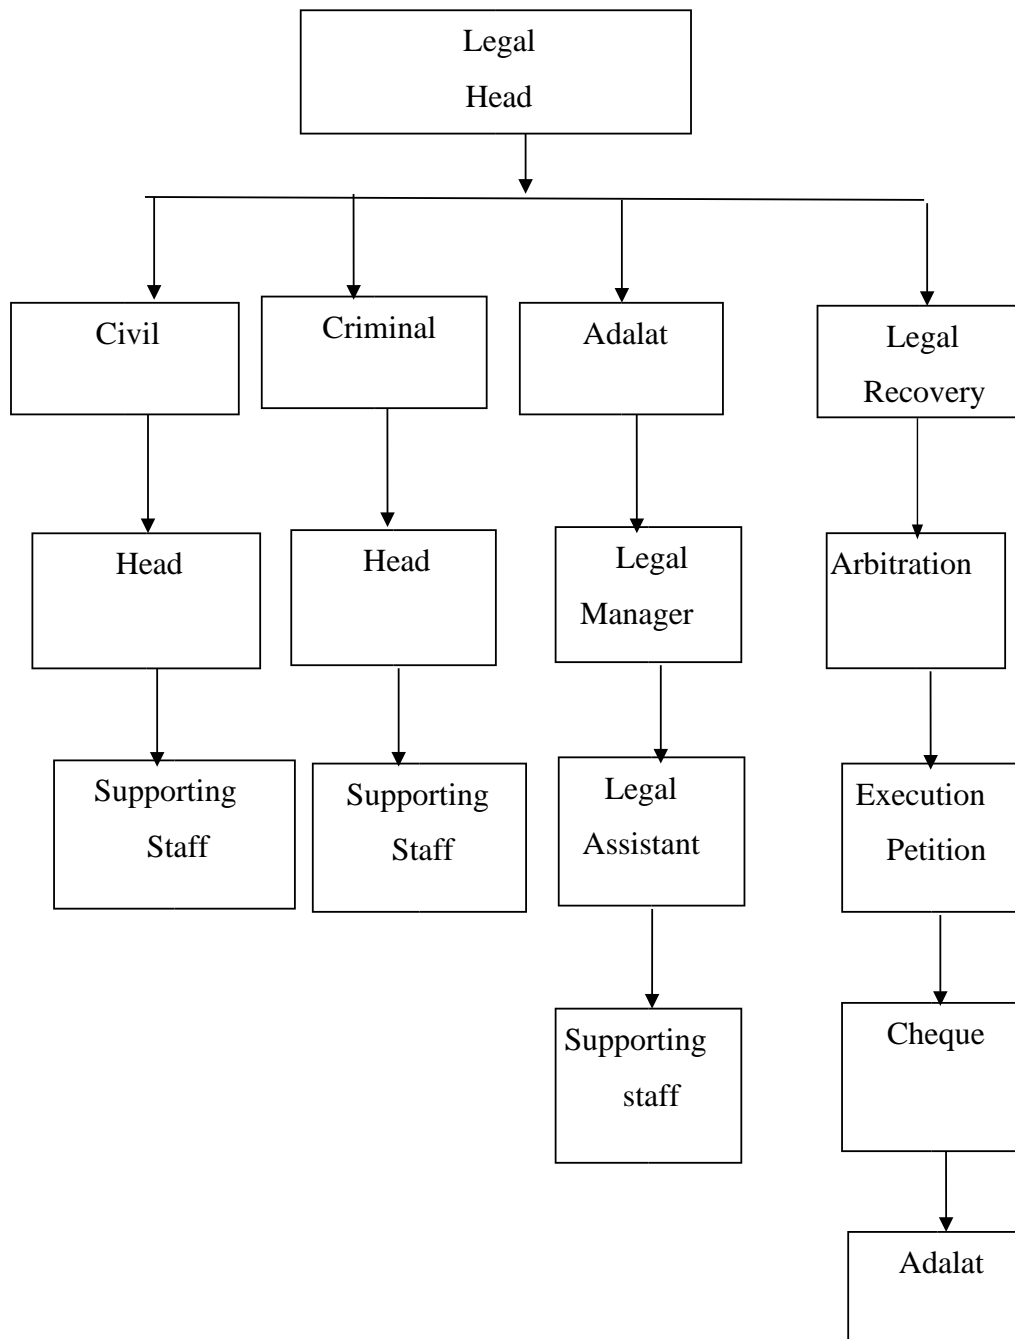 Legal
Head
Civil
Criminal
Adalat
Legal
Recovery
Head
Head
Legal
Manager
Arbitration
Supporting
Staff
Supporting
Staff
Legal
Assistant
Execution
Petition
Supporting
staff
Cheque
Adalat